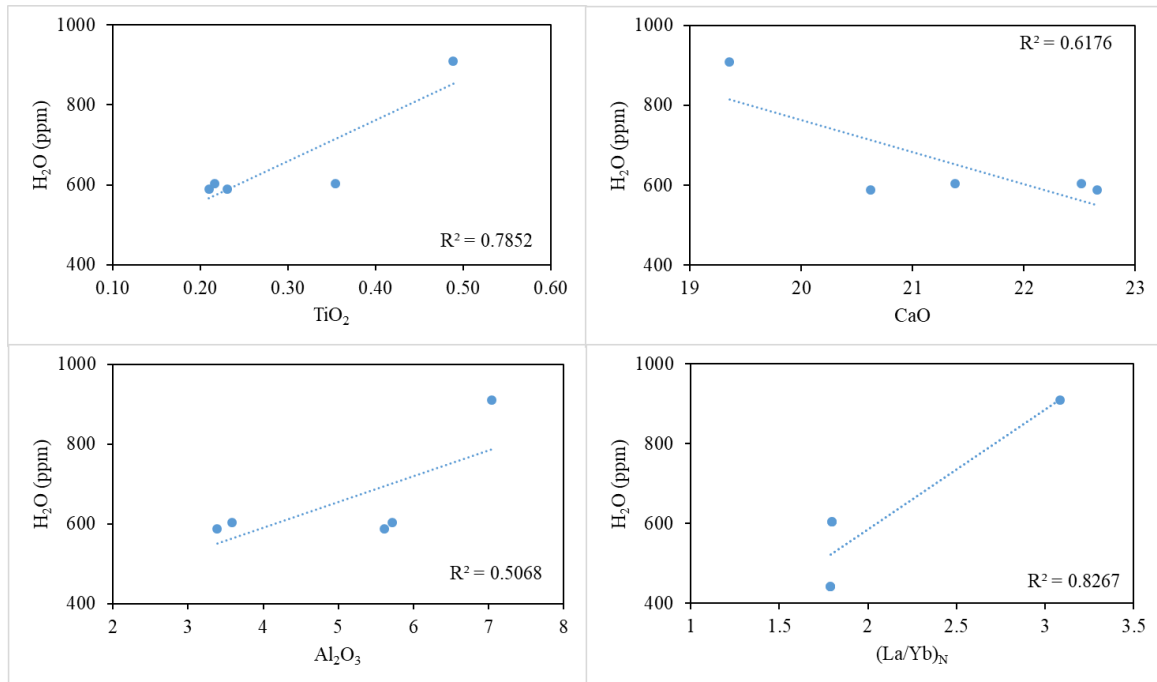 1000
800
600
400
H₂O (ppm)
R² = 0.7852
0.10 0.20 0.30 0.40 0.50 0.60
TiO₂
1000
800
600
400
H₂O (ppm)
R² = 0.6176
19 20 21 22 23
CaO
1000
800
600
400
H₂O (ppm)
R² = 0.5068
2 3 4 5 6 7 8
Al₂O₃
1000
800
600
400
H₂O (ppm)
R² = 0.8267
1 1.5 2 2.5 3 3.5
(La/Yb)N